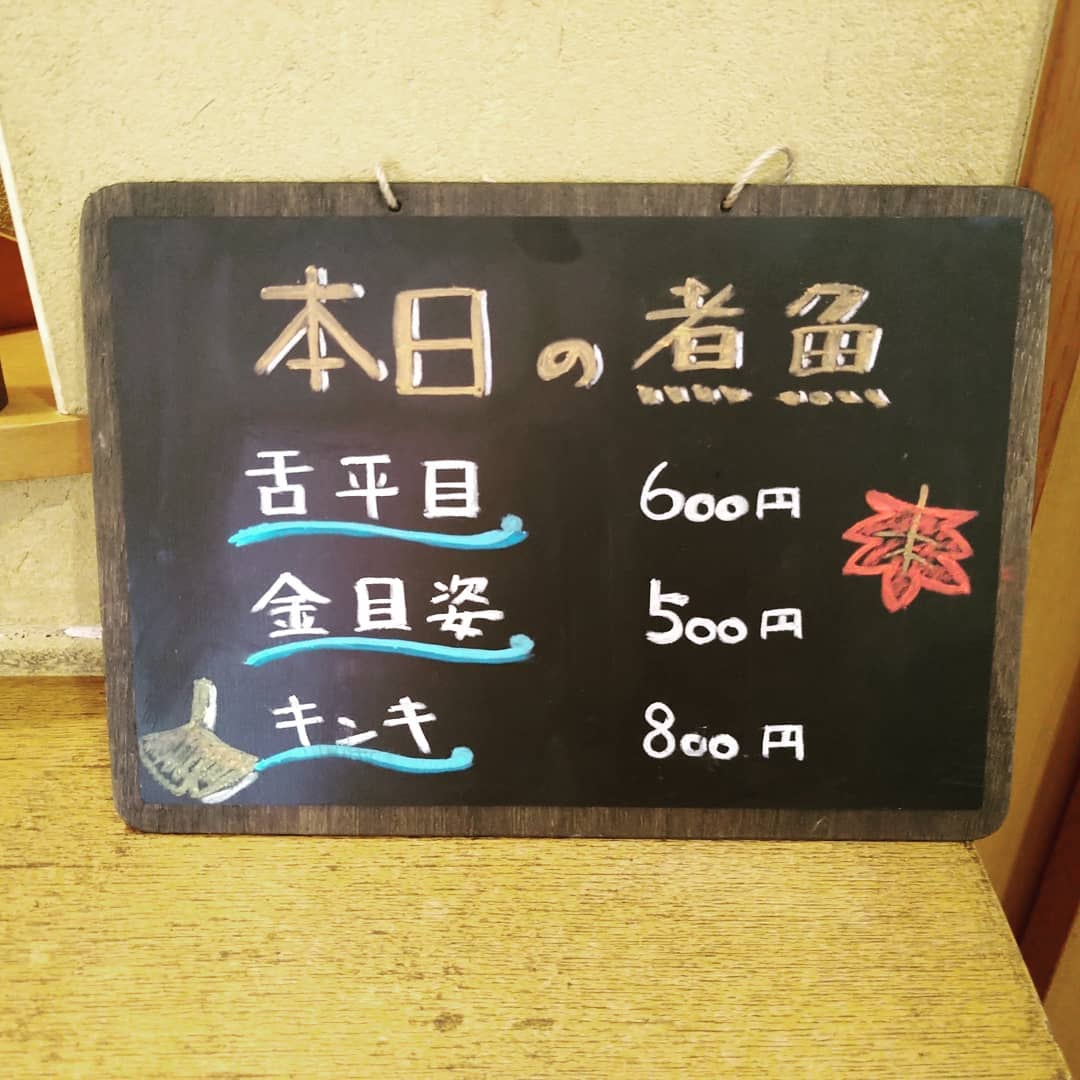 本日の煮魚
舌平目 600円
金目姿 500円
キンキ 800円